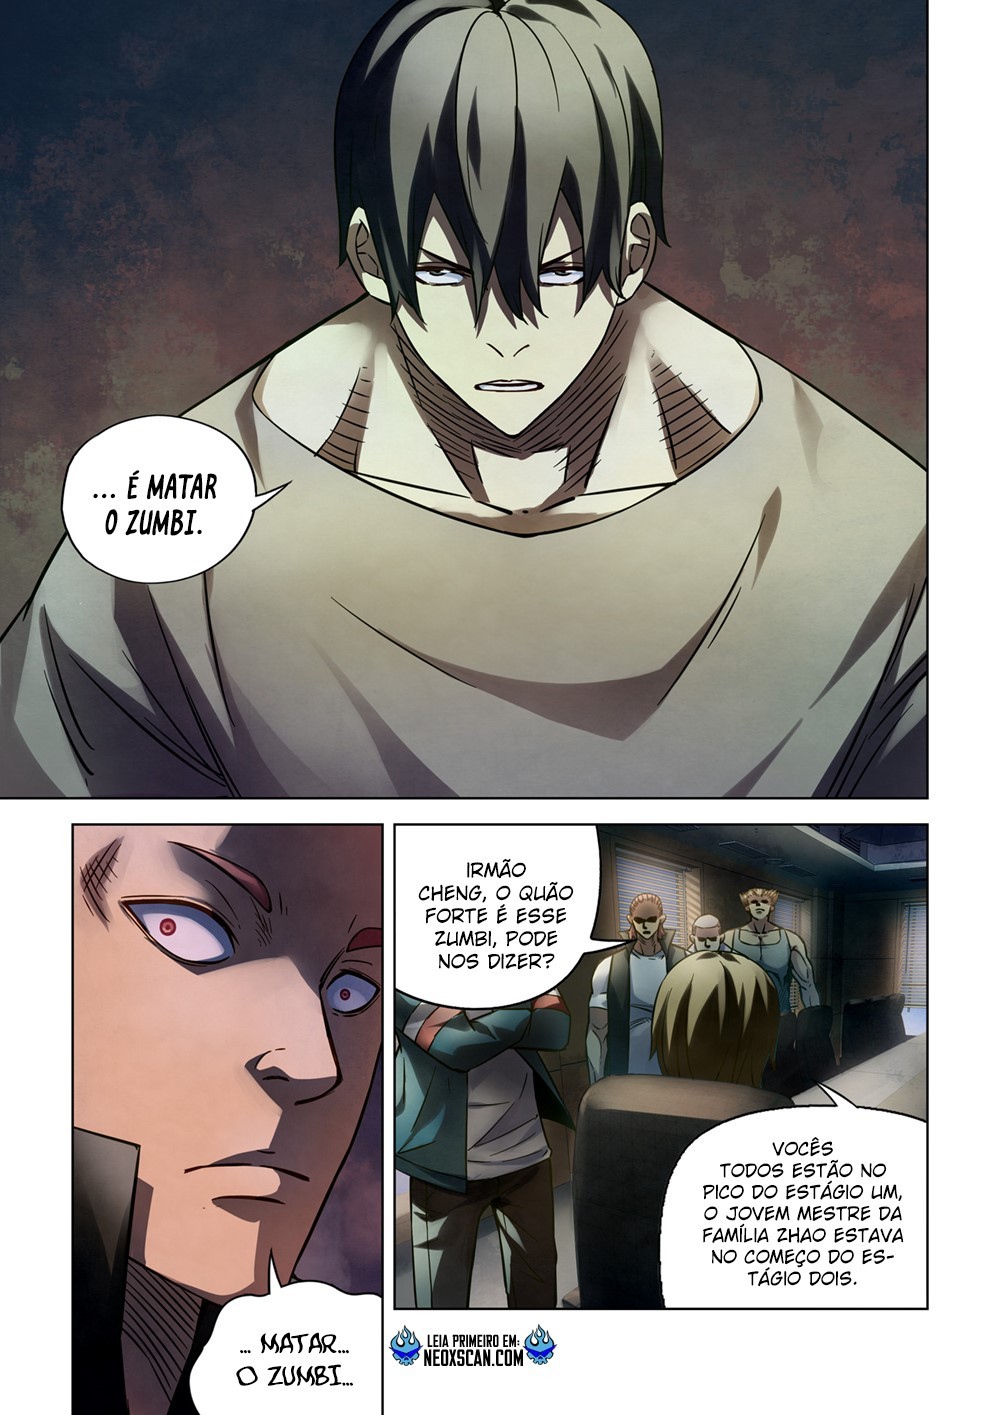 ... É MATAR
O ZUMBI.
IRMÃO
CHENG, O QUÃO
FORTE É ESSE
ZUMBI, PODE
NOS DIZER?
VOCÊS
TODOS ESTÃO NO
PICO DO ESTÁGIO UM,
O JOVEM MESTRE DA
FAMÍLIA ZHAO ESTAVA
NO COMEÇO DO ES-
TÁGIO DOIS.
... MATAR...
O ZUMBI...
LEIA PRIMEIRO EM:
NEOXSCAN.COM